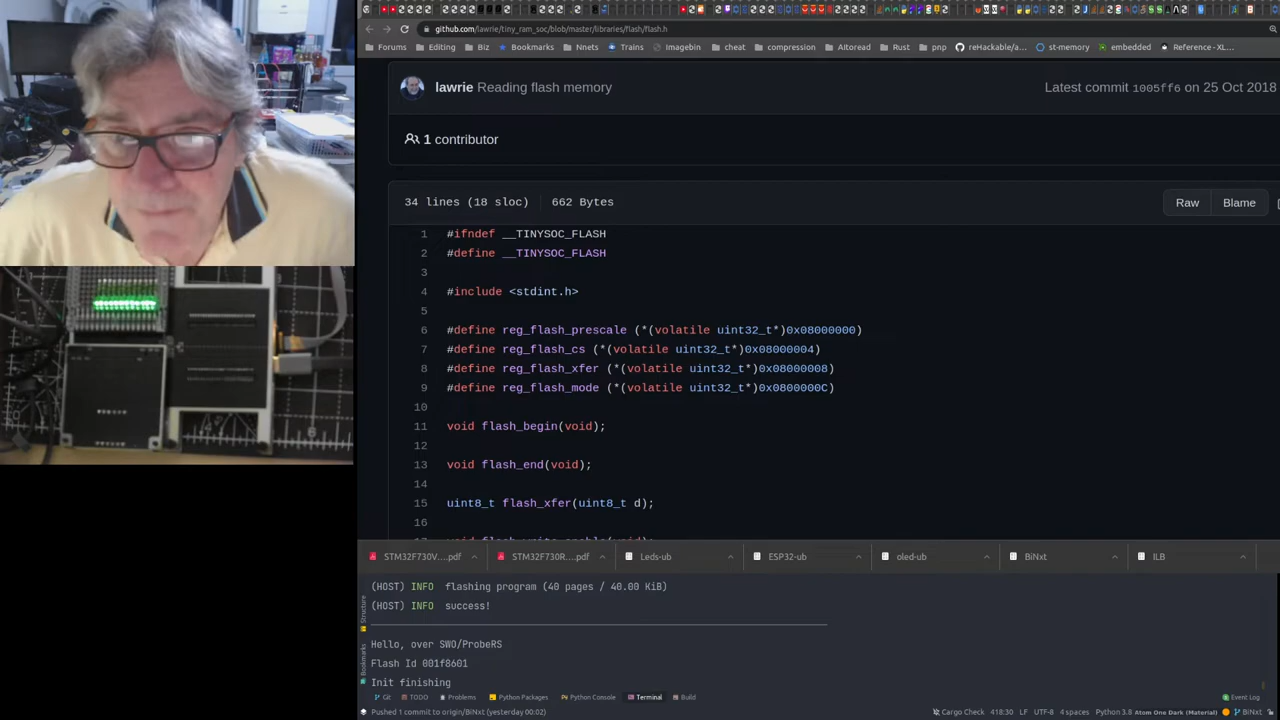 github.com/lawrie/tiny_ram_soc/blob/master/libraries/flash/flash.h
Forums Editing Biz Bookmarks Nnets Trains Imagebin cheat compression AItoread Rust pnp st-memory embedded Reference - XL...
lawrie Reading flash memory
Latest commit 1005ff6 on 25 Oct 2018
1 contributor
34 lines (18 sloc) 662 Bytes
Raw Blame
1 #ifndef __TINYSOC_FLASH
2 #define __TINYSOC_FLASH
3
4 #include <stdint.h>
5
6 #define reg_flash_prescale (*(volatile uint32_t*)0x08000000)
7 #define reg_flash_cs (*(volatile uint32_t*)0x08000004)
8 #define reg_flash_xfer (*(volatile uint32_t*)0x08000008)
9 #define reg_flash_mode (*(volatile uint32_t*)0x0800000C)
10
11 void flash_begin(void);
12
13 void flash_end(void);
14
15 uint8_t flash_xfer(uint8_t d);
16
STM32F730V....pdf STM32F730R....pdf Leds-ub ESP32-ub oled-ub BiNxt ILB
(HOST) INFO flashing program (40 pages / 40.00 KiB)
(HOST) INFO success!
Hello, over SWO/ProbeRS
Flash Id 001f8601
Init finishing
Structure
Bookmarks
Git TODO Problems Python Packages Python Console Terminal Build Event Log
Pushed 1 commit to origin/BiNxt (yesterday 00:02) Cargo Check 418:30 LF UTF-8 4 spaces Python 3.8 Atom One Dark (Material) BiNxt